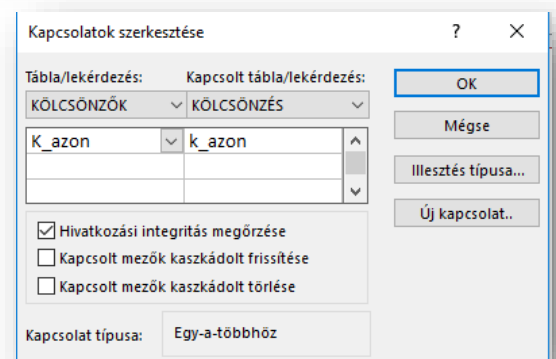 Kapcsolatok szerkesztése ? ×
Tábla/lekérdezés: Kapcsolt tábla/lekérdezés:
KÖLCSÖNZŐK KÖLCSÖNZÉS
K_azon k_azon
Hivatkozási integritás megőrzése
Kapcsolt mezők kaszkádolt frissítése
Kapcsolt mezők kaszkádolt törlése
Kapcsolat típusa: Egy-a-többhöz
OK
Mégse
Illesztés típusa...
Új kapcsolat..